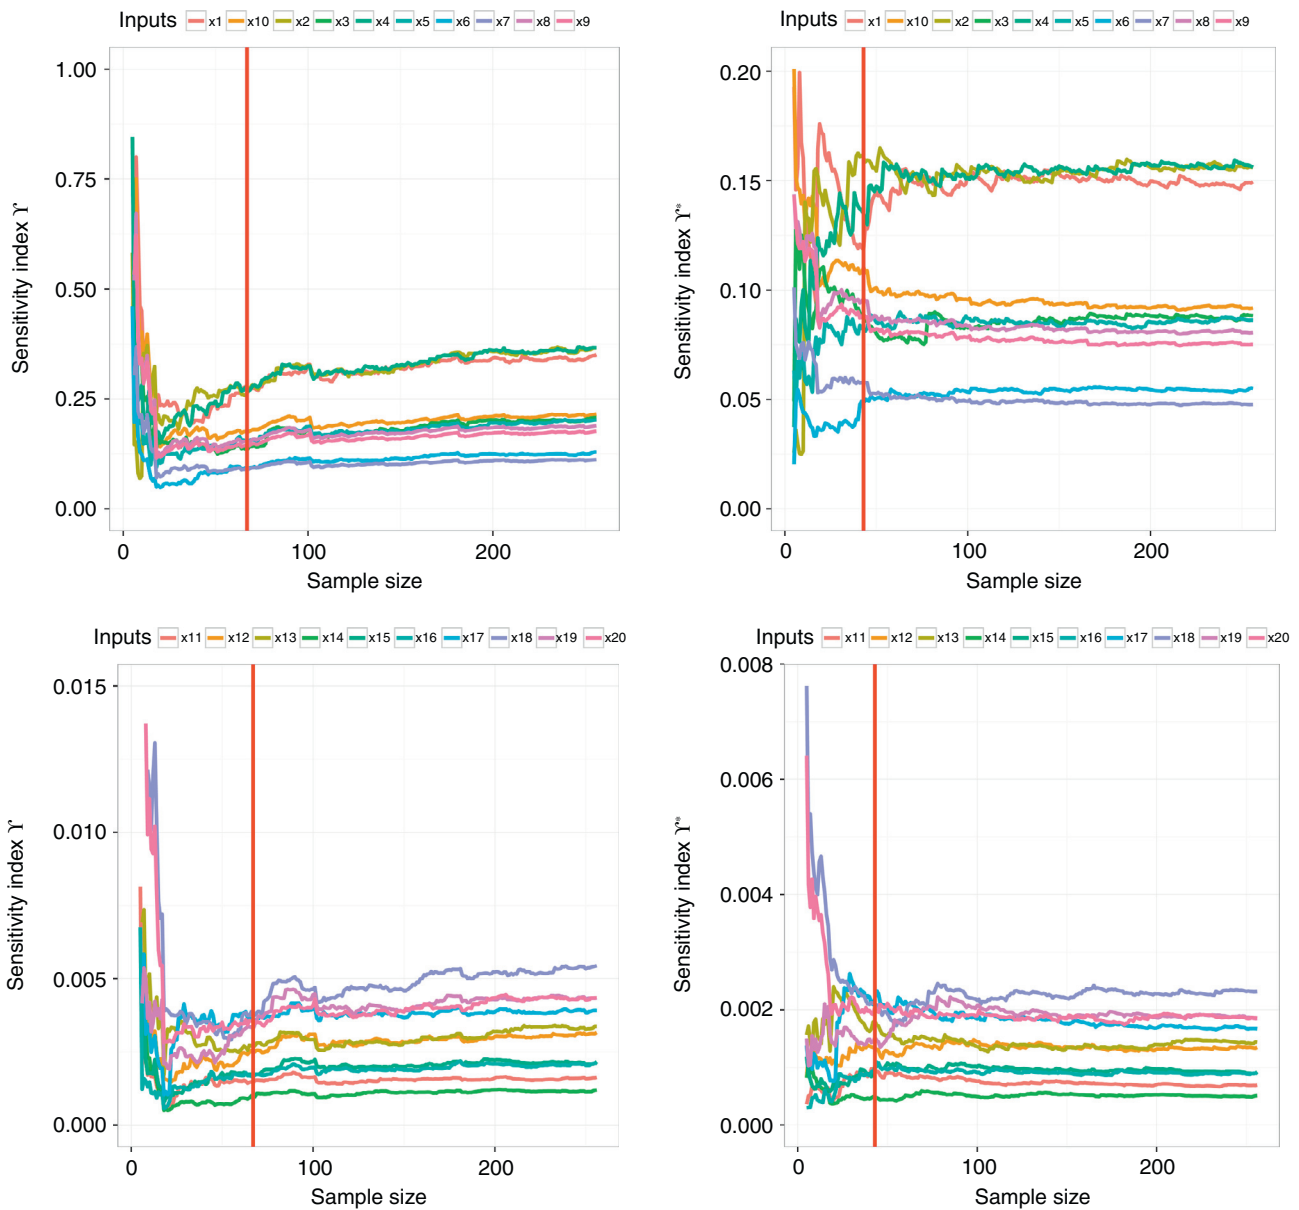 Inputs x1 x10 x2 x3 x4 x5 x6 x7 x8 x9
1.00
0.75
0.50
0.25
0.00
Sensitivity index ϒ
0 100 200
Sample size
Inputs x1 x10 x2 x3 x4 x5 x6 x7 x8 x9
0.20
0.15
0.10
0.05
0.00
Sensitivity index ϒ*
0 100 200
Sample size
Inputs x11 x12 x13 x14 x15 x16 x17 x18 x19 x20
0.015
0.010
0.005
0.000
Sensitivity index ϒ
0 100 200
Sample size
Inputs x11 x12 x13 x14 x15 x16 x17 x18 x19 x20
0.008
0.006
0.004
0.002
0.000
Sensitivity index ϒ*
0 100 200
Sample size